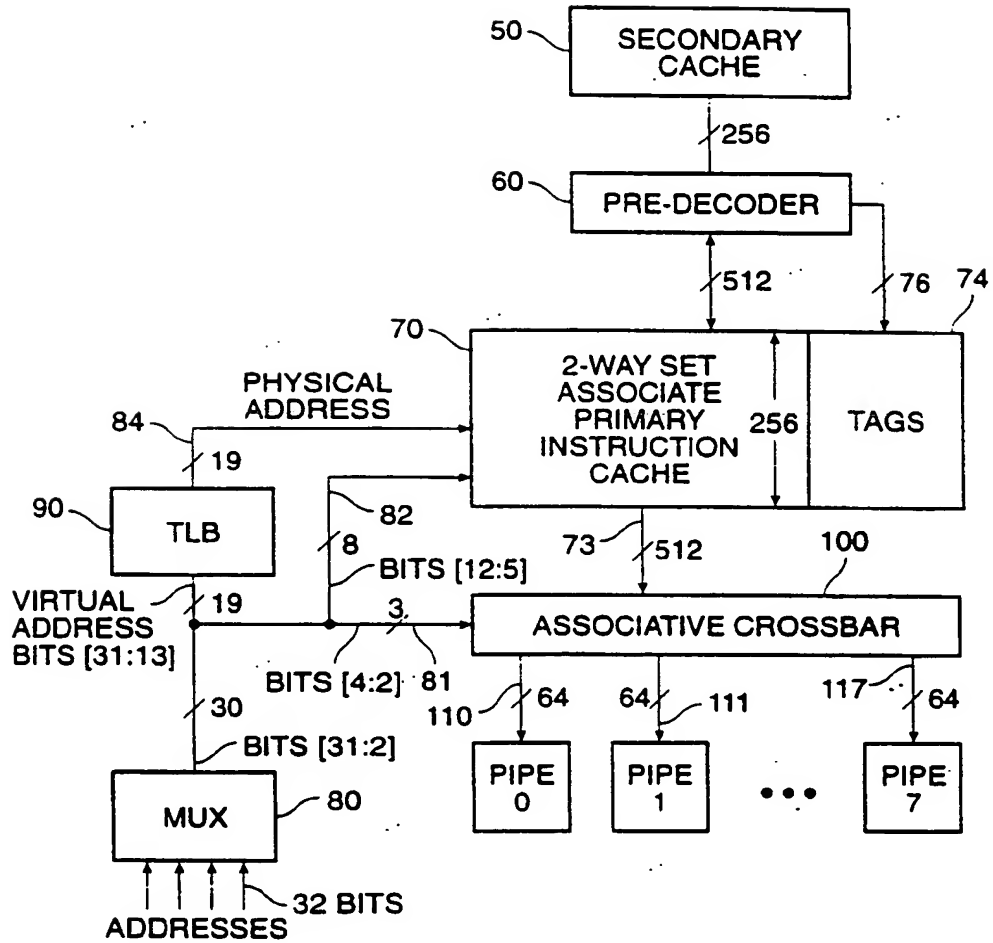 50
SECONDARY
CACHE
256
60
PRE-DECODER
512
76
74
70
2-WAY SET
ASSOCIATE
PRIMARY
INSTRUCTION
CACHE
256
TAGS
PHYSICAL
ADDRESS
84
19
90
TLB
82
8
BITS [12:5]
73
512
100
VIRTUAL
ADDRESS
BITS [31:13]
19
3
ASSOCIATIVE CROSSBAR
BITS [4:2]
81
110
64
64
111
117
64
30
BITS [31:2]
PIPE
0
PIPE
1
PIPE
7
MUX
80
32 BITS
ADDRESSES